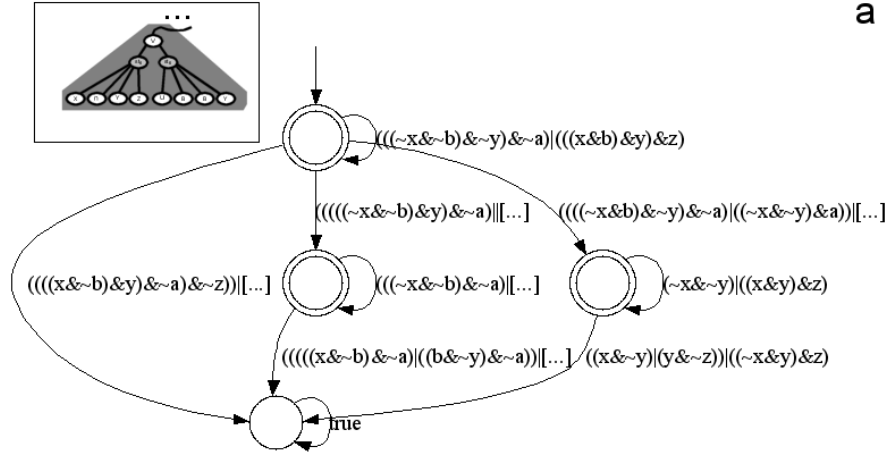 ...
a
V
(((~x&~b)&~y)&~a)|(((x&b)&y)&z)
(((((~x&~b)&y)&~a)||[...]
((((~x&b)&~y)&~a)|((~x&~y)&a))|[...]
((((x&~b)&y)&~a)&~z))|[...]
(((~x&~b)&~a)|[...]
(~x&~y)|((x&y)&z)
(((((x&~b)&~a)|((b&~y)&~a))|[...]
((x&~y)|(y&~z))|((~x&y)&z)
true